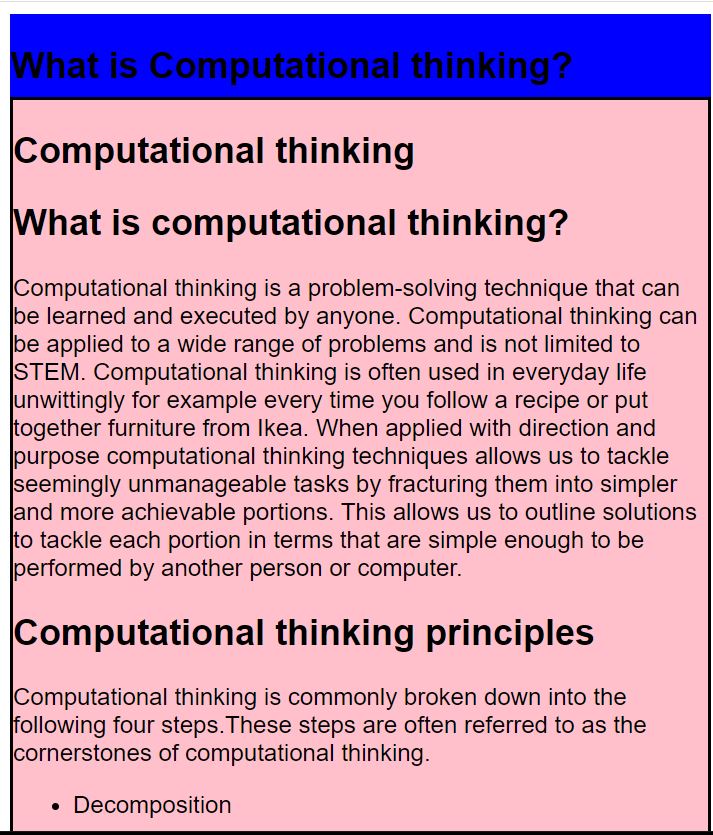 What is Computational thinking?
Computational thinking
What is computational thinking?
Computational thinking is a problem-solving technique that can
be learned and executed by anyone. Computational thinking can
be applied to a wide range of problems and is not limited to
STEM. Computational thinking is often used in everyday life
unwittingly for example every time you follow a recipe or put
together furniture from Ikea. When applied with direction and
purpose computational thinking techniques allows us to tackle
seemingly unmanageable tasks by fracturing them into simpler
and more achievable portions. This allows us to outline solutions
to tackle each portion in terms that are simple enough to be
performed by another person or computer.
Computational thinking principles
Computational thinking is commonly broken down into the
following four steps.These steps are often referred to as the
cornerstones of computational thinking.
• Decomposition